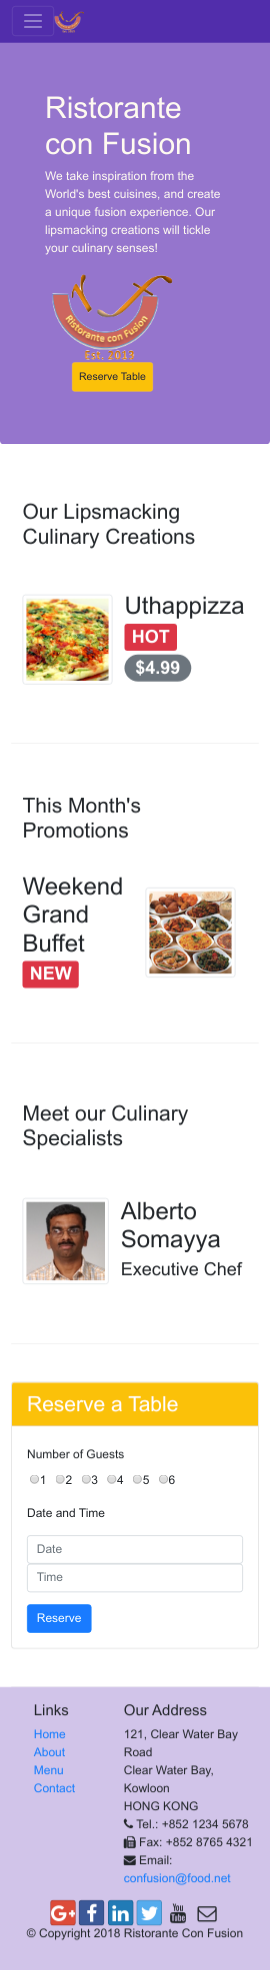 Ristorante
con Fusion
We take inspiration from the
World's best cuisines, and create
a unique fusion experience. Our
lipsmacking creations will tickle
your culinary senses!
Ristorante con Fusion
Est. 2019
Reserve Table
Our Lipsmacking
Culinary Creations
Uthappizza
HOT
$4.99
This Month's
Promotions
Weekend
Grand
Buffet
NEW
Meet our Culinary
Specialists
Alberto
Somayya
Executive Chef
Reserve a Table
Number of Guests
1 2 3 4 5 6
Date and Time
Date
Time
Reserve
Links
Home
About
Menu
Contact
Our Address
121, Clear Water Bay
Road
Clear Water Bay,
Kowloon
HONG KONG
Tel.: +852 1234 5678
Fax: +852 8765 4321
Email:
confusion@food.net
G+ f in You Tube
© Copyright 2018 Ristorante Con Fusion